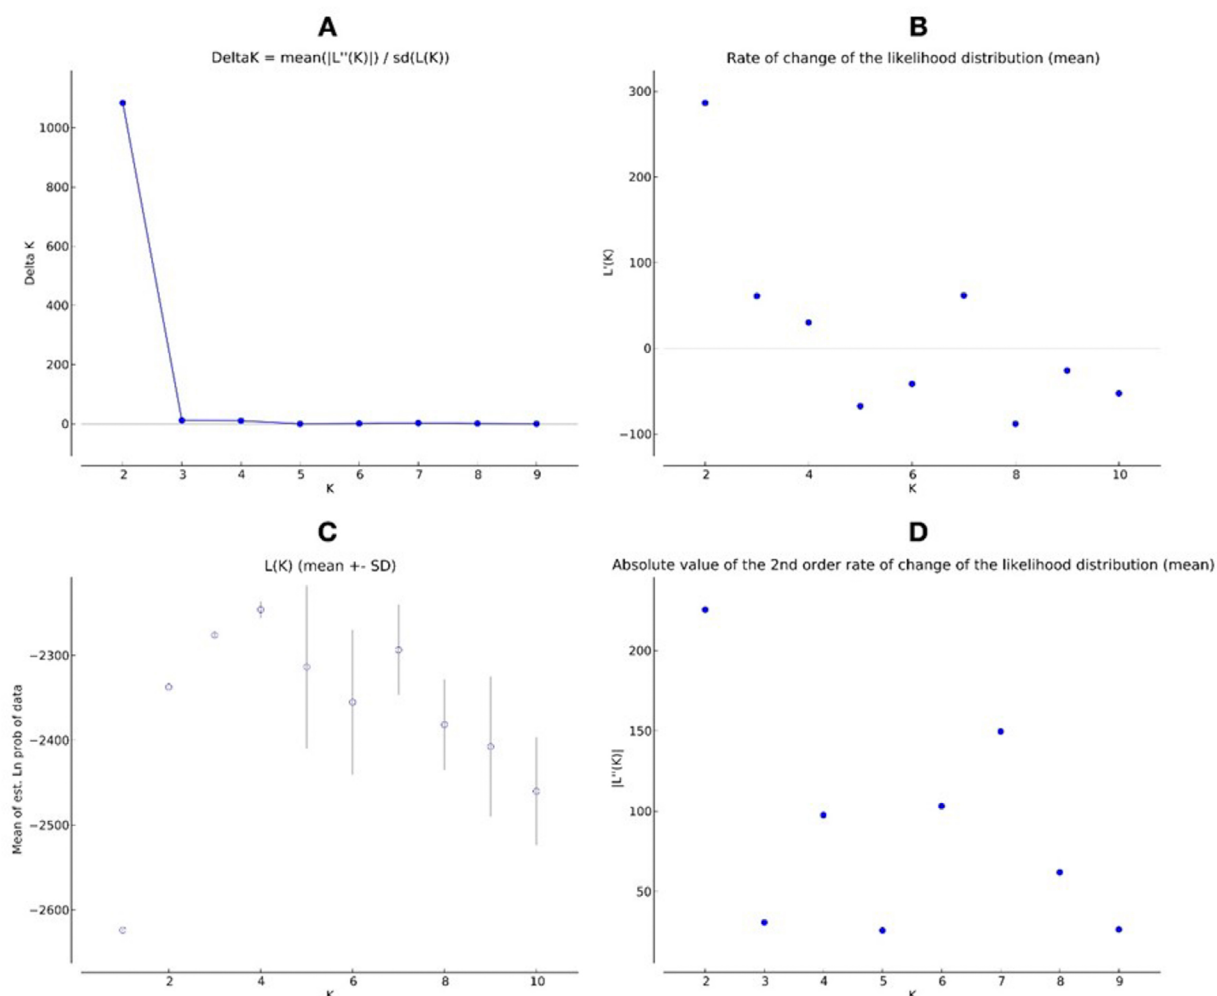 A
DeltaK = mean(|L''(K)|) / sd(L(K))
Delta K
1000
800
600
400
200
0
2 3 4 5 6 7 8 9
K
B
Rate of change of the likelihood distribution (mean)
L'(K)
300
200
100
0
−100
2 4 6 8 10
K
C
L(K) (mean +- SD)
Mean of est. Ln prob of data
−2300
−2400
−2500
−2600
2 4 6 8 10
K
D
Absolute value of the 2nd order rate of change of the likelihood distribution (mean)
|L''(K)|
200
150
100
50
2 3 4 5 6 7 8 9
K